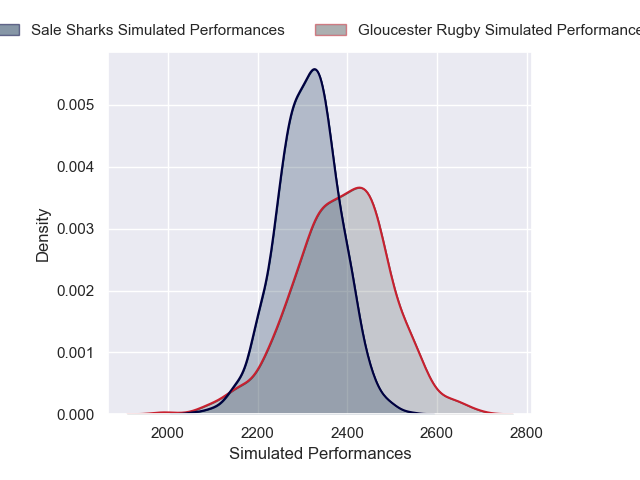 Sale Sharks Simulated Performances Gloucester Rugby Simulated Performance
0.005
0.004
0.003
0.002
0.001
0.000
Density
2000 2200 2400 2600 2800
Simulated Performances